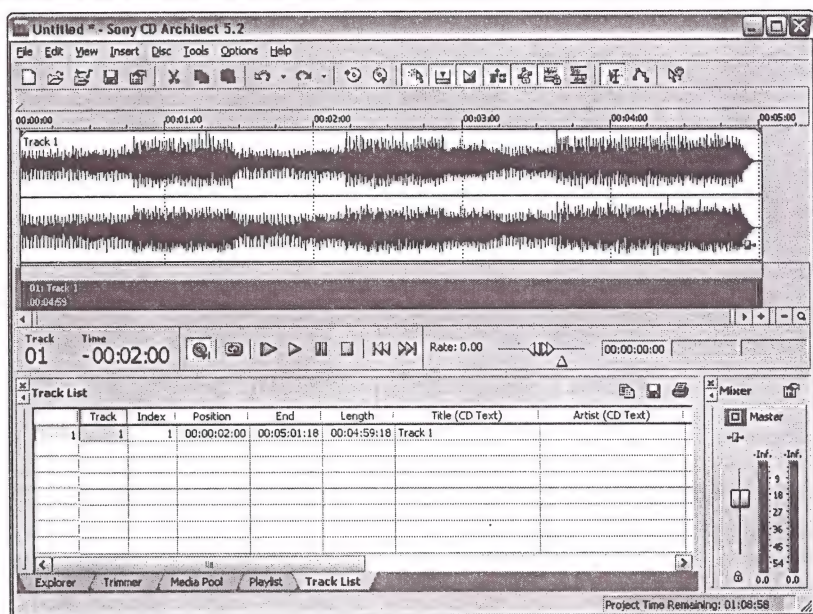 Untitled * - Sony CD Architect 5.2
File Edit View Insert Disc Tools Options Help
00:00:00 00:01:00 00:02:00 00:03:00 00:04:00 00:05:00
Track 1
01: Track 1
00:04:59
Track Time
01 -00:02:00
Rate: 0.00
00:00:00:00
Track List
Track Index Position End Length Title (CD Text) Artist (CD Text)
1 1 1 00:00:02:00 00:05:01:18 00:04:59:18 Track 1
Explorer Trimmer Media Pool Playlist Track List
Mixer
Master
-Inf. -Inf.
9
18
27
36
45
54
0.0 0.0
Project Time Remaining: 01:08:58